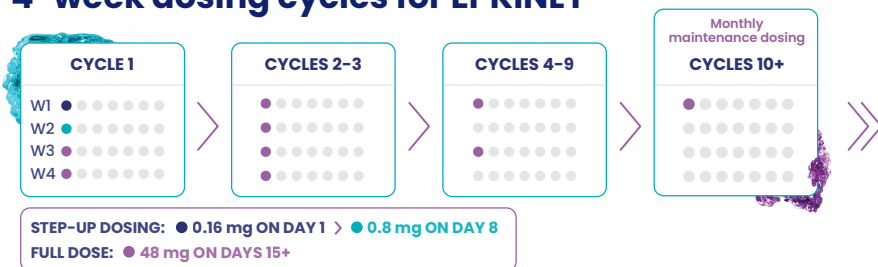 4-week dosing cycles for EPKINLY
Monthly
maintenance dosing
CYCLE 1
CYCLES 2-3
CYCLES 4-9
CYCLES 10+
W1
W2
W3
W4
STEP-UP DOSING: 0.16 mg ON DAY 1 > 0.8 mg ON DAY 8
FULL DOSE: 48 mg ON DAYS 15+